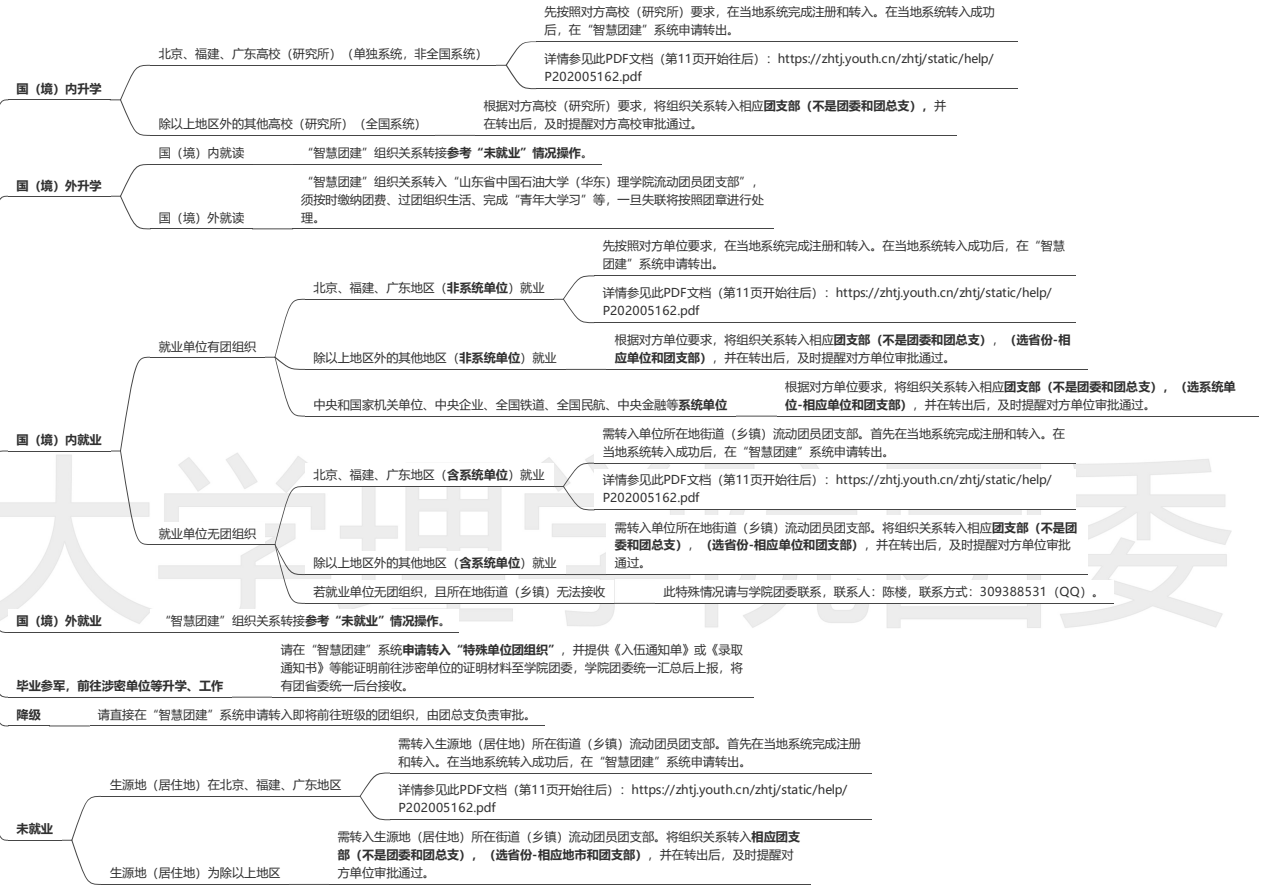 先按照对方高校（研究所）要求，在当地系统完成注册和转入。在当地系统转入成功
后，在“智慧团建”系统申请转出。
北京、福建、广东高校（研究所）（单独系统，非全国系统）
详情参见此PDF文档（第11页开始往后）：https://zhtj.youth.cn/zhtj/static/help/
P202005162.pdf
国（境）内升学
根据对方高校（研究所）要求，将组织关系转入相应团支部（不是团委和团总支），并
在转出后，及时提醒对方高校审批通过。
除以上地区外的其他高校（研究所）（全国系统）
国（境）内就读
“智慧团建”组织关系转接参考“未就业”情况操作。
国（境）外升学
“智慧团建”组织关系转入“山东省中国石油大学（华东）理学院流动团员团支部”，
须按时缴纳团费、过团组织生活、完成“青年大学习”等，一旦失联将按照团章进行处
理。
国（境）外就读
先按照对方单位要求，在当地系统完成注册和转入。在当地系统转入成功后，在“智慧
团建”系统申请转出。
北京、福建、广东地区（非系统单位）就业
详情参见此PDF文档（第11页开始往后）：https://zhtj.youth.cn/zhtj/static/help/
P202005162.pdf
就业单位有团组织
根据对方单位要求，将组织关系转入相应团支部（不是团委和团总支），（选省份-相
应单位和团支部），并在转出后，及时提醒对方单位审批通过。
除以上地区外的其他地区（非系统单位）就业
根据对方单位要求，将组织关系转入相应团支部（不是团委和团总支），（选系统单
位-相应单位和团支部），并在转出后，及时提醒对方单位审批通过。
中央和国家机关单位、中央企业、全国铁道、全国民航、中央金融等系统单位
国（境）内就业
需转入单位所在地街道（乡镇）流动团员团支部。首先在当地系统完成注册和转入。在
当地系统转入成功后，在“智慧团建”系统申请转出。
北京、福建、广东地区（含系统单位）就业
详情参见此PDF文档（第11页开始往后）：https://zhtj.youth.cn/zhtj/static/help/
P202005162.pdf
就业单位无团组织
需转入单位所在地街道（乡镇）流动团员团支部。将组织关系转入相应团支部（不是团
委和团总支），（选省份-相应单位和团支部），并在转出后，及时提醒对方单位审批
通过。
除以上地区外的其他地区（含系统单位）就业
若就业单位无团组织，且所在地街道（乡镇）无法接收
此特殊情况请与学院团委联系，联系人：陈楼，联系方式：309388531（QQ）。
大学理学院团委
国（境）外就业
“智慧团建”组织关系转接参考“未就业”情况操作。
请在“智慧团建”系统申请转入“特殊单位团组织”，并提供《入伍通知单》或《录取
通知书》等能证明前往涉密单位的证明材料至学院团委，学院团委统一汇总后上报，将
有团省委统一后台接收。
毕业参军，前往涉密单位等升学、工作
降级
请直接在“智慧团建”系统申请转入即将前往班级的团组织，由团总支负责审批。
需转入生源地（居住地）所在街道（乡镇）流动团员团支部。首先在当地系统完成注册
和转入。在当地系统转入成功后，在“智慧团建”系统申请转出。
生源地（居住地）在北京、福建、广东地区
详情参见此PDF文档（第11页开始往后）：https://zhtj.youth.cn/zhtj/static/help/
P202005162.pdf
未就业
需转入生源地（居住地）所在街道（乡镇）流动团员团支部。将组织关系转入相应团支
部（不是团委和团总支），（选省份-相应地市和团支部），并在转出后，及时提醒对
方单位审批通过。
生源地（居住地）为除以上地区